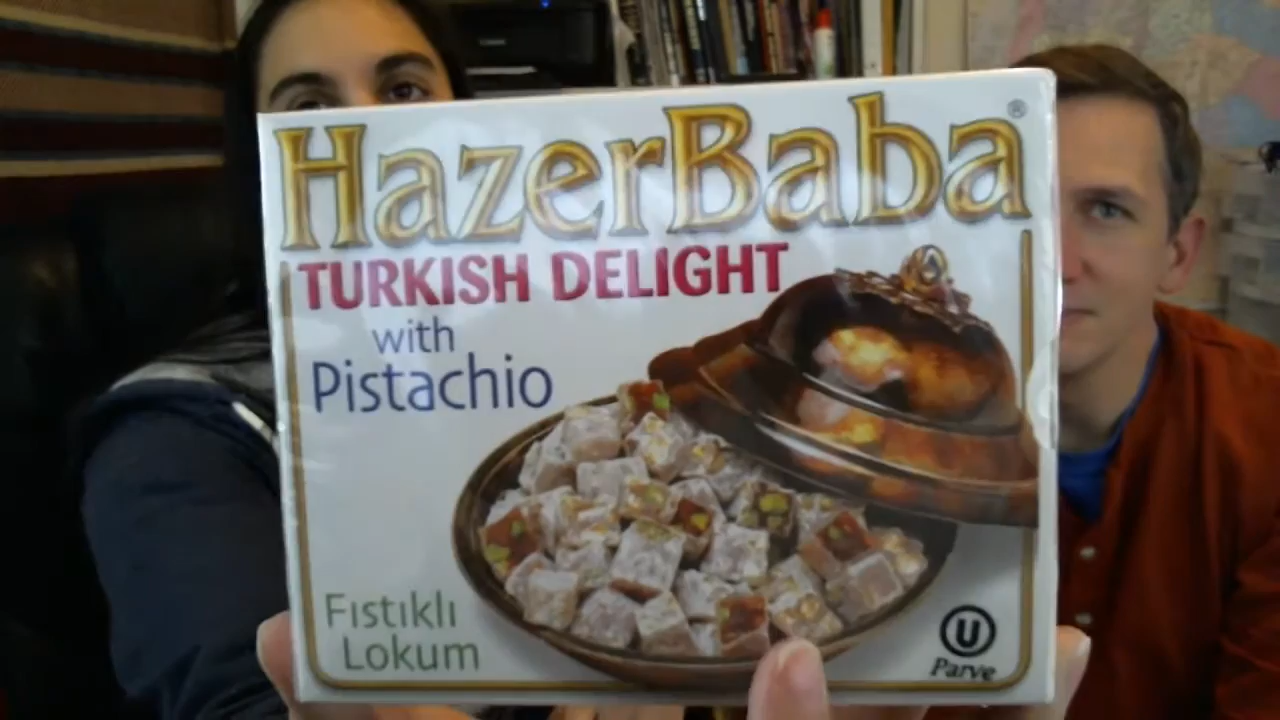 HazerBaba®
TURKISH DELIGHT
with
Pistachio
Fıstıklı
Lokum
U
Parve